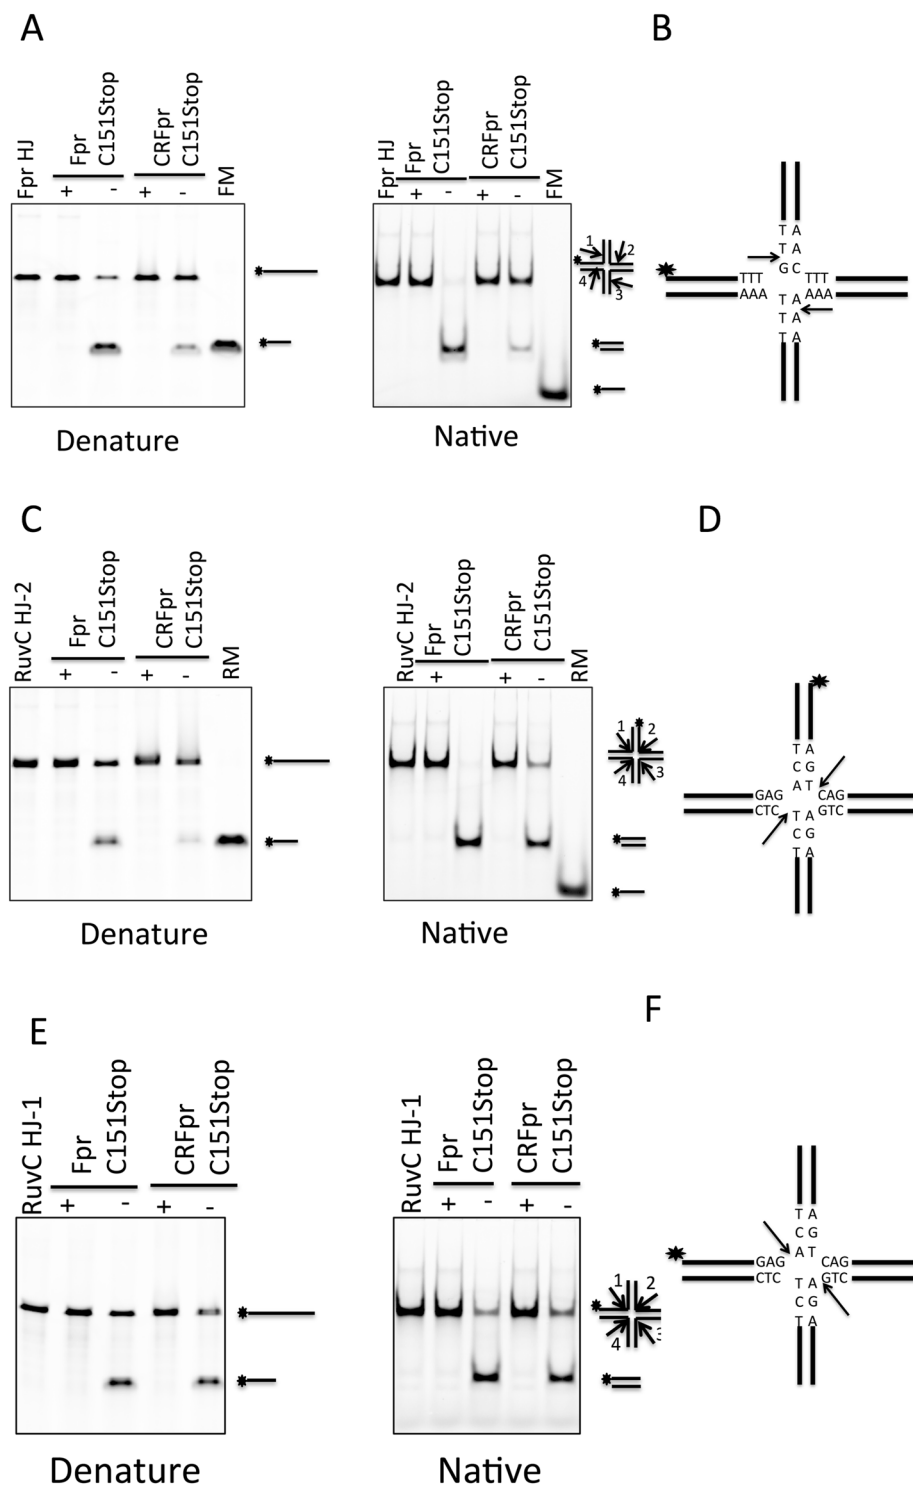 A
B
Fpr HJ
Fpr
C151Stop
CRFpr
C151Stop
FM
+
-
+
-
Fpr HJ
Fpr
C151Stop
CRFpr
C151Stop
FM
+
-
+
-
1
2
3
4
T A
T A
G C
TTT TTT
AAA AAA
T A
T A
T A
Denature
Native
C
D
RuvC HJ-2
Fpr
C151Stop
CRFpr
C151Stop
RM
+
-
+
-
RuvC HJ-2
Fpr
C151Stop
CRFpr
C151Stop
RM
+
-
+
-
1
2
3
4
T A
C G
A T
GAG CAG
CTC GTC
T A
C G
T A
Denature
Native
E
F
RuvC HJ-1
Fpr
C151Stop
CRFpr
C151Stop
+
-
+
-
RuvC HJ-1
Fpr
C151Stop
CRFpr
C151Stop
+
-
+
-
1
2
4
T A
C G
A T
GAG CAG
CTC GTC
T A
C G
T A
Denature
Native